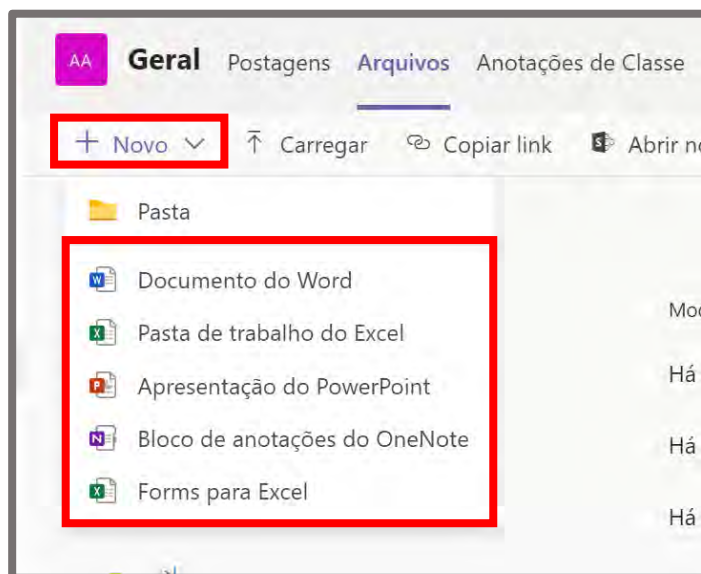 AA Geral Postagens Arquivos Anotações de Classe
+ Novo Carregar Copiar link Abrir
Pasta
Documento do Word
Pasta de trabalho do Excel
Há
Apresentação do PowerPoint
Bloco de anotações do OneNote
Há
Forms para Excel
Há